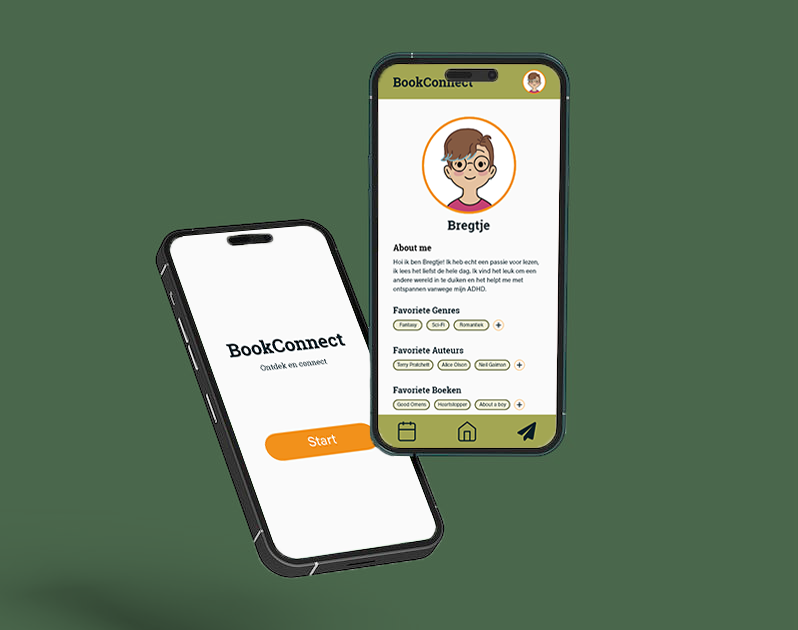 BookConnect
Ontdek en connect
Start
BookConnect
Bregtje
About me
Hoi ik ben Bregtje! Ik heb echt een passie voor lezen,
ik lees het liefst de hele dag. Ik vind het leuk om een
andere wereld in te duiken en het helpt me met
ontspannen vanwege mijn ADHD.
Favoriete Genres
Fantasy Sci-Fi Romantiek +
Favoriete Auteurs
Terry Pratchett Alice Olson Neil Gaiman +
Favoriete Boeken
Good Omens Heartstopper About a boy +